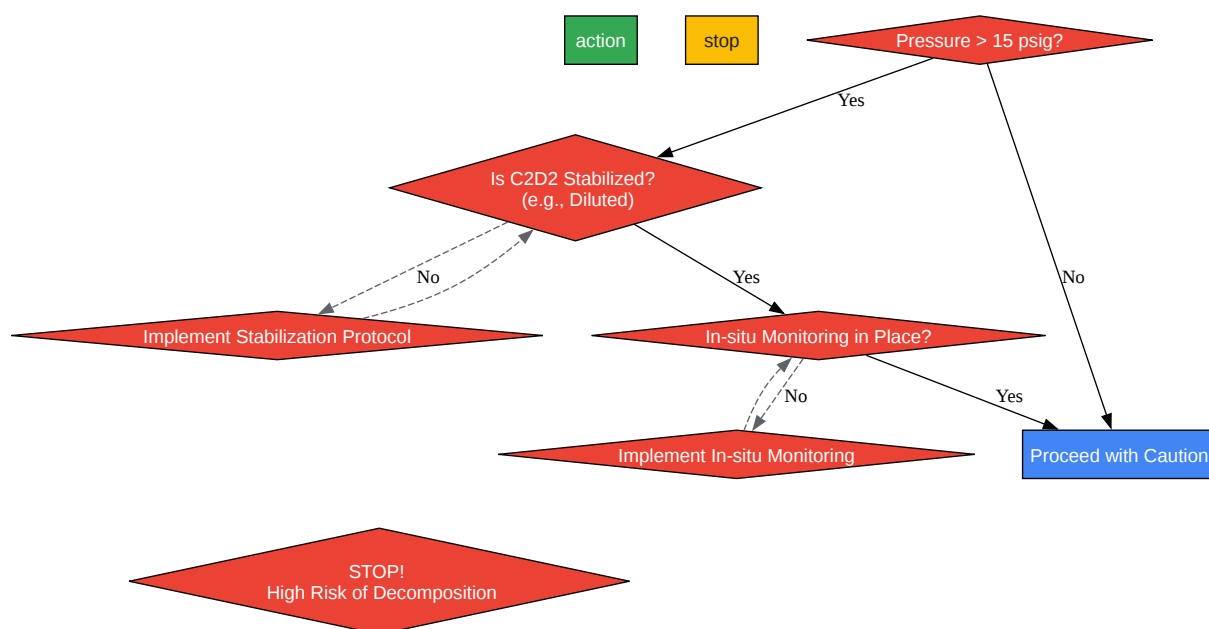 action
stop
Pressure > 15 psig?
Yes
Is C2D2 Stabilized?
(e.g., Diluted)
No
Yes
No
Implement Stabilization Protocol
In-situ Monitoring in Place?
No
Yes
Implement In-situ Monitoring
Proceed with Caution
STOP!
High Risk of Decomposition